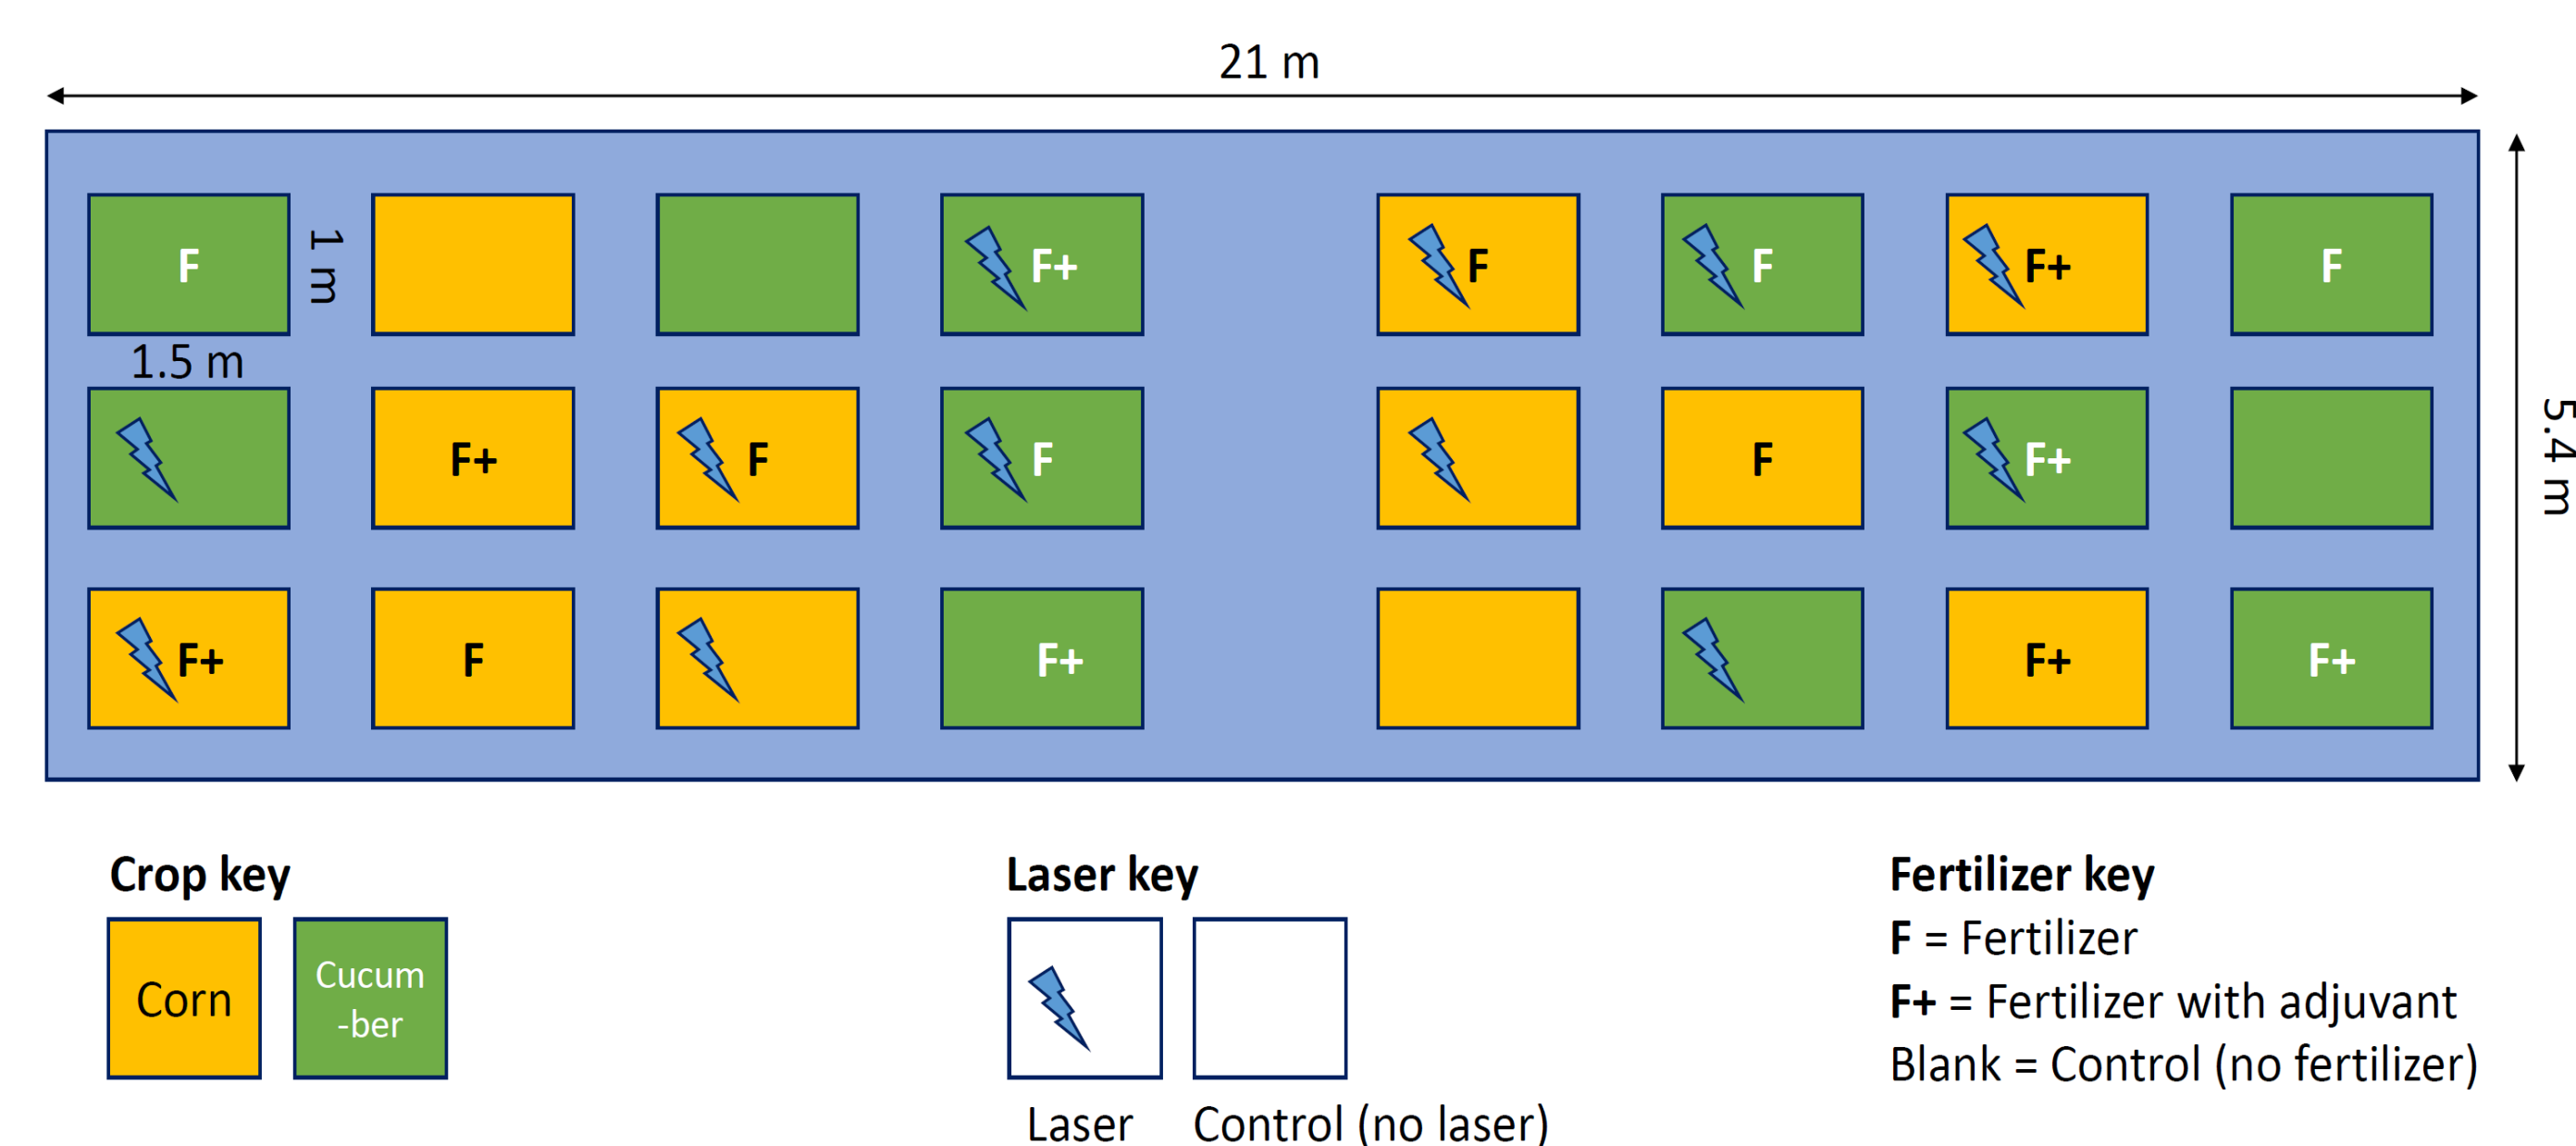 21 m
F
1 m
F+
F
F
F+
F
1.5 m
5.4 m
F+
F
F
F
F+
F+
F
F+
F+
F+
Crop key
Laser key
Fertilizer key
Corn
Cucum
-ber
F = Fertilizer
F+ = Fertilizer with adjuvant
Blank = Control (no fertilizer)
Laser
Control (no laser)